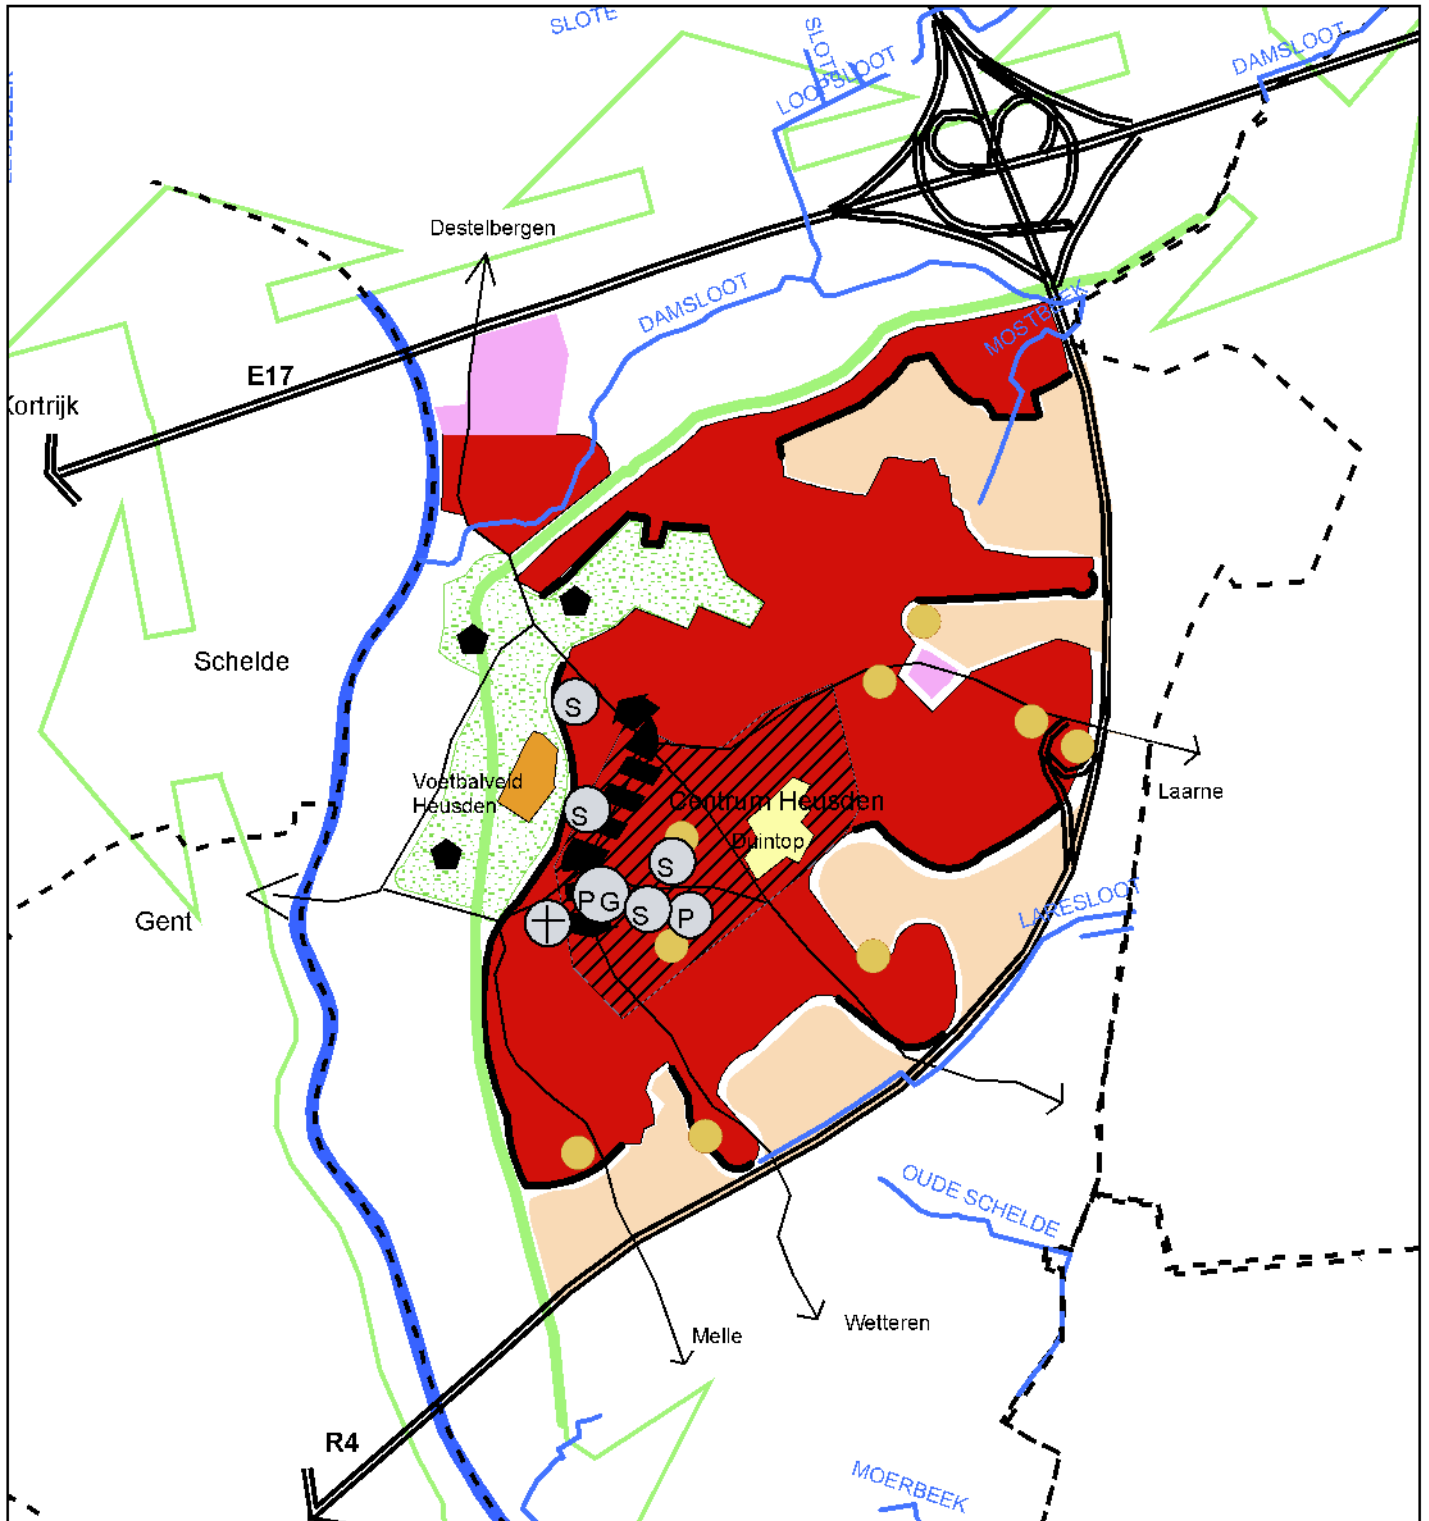 SLOTE
SLOTE
LOOPSLOOT
DAMSLOOT
Destelbergen
DAMSLOOT
MOSTBEEK
E17
Kortrijk
Schelde
S
Voetbalveld
Heusden
Centrum Heusden
Laarne
S
Duintop
S
PG
S
P
LARESLOOT
Gent
OUDE SCHELDE
Wetteren
Melle
R4
MOERBEEK